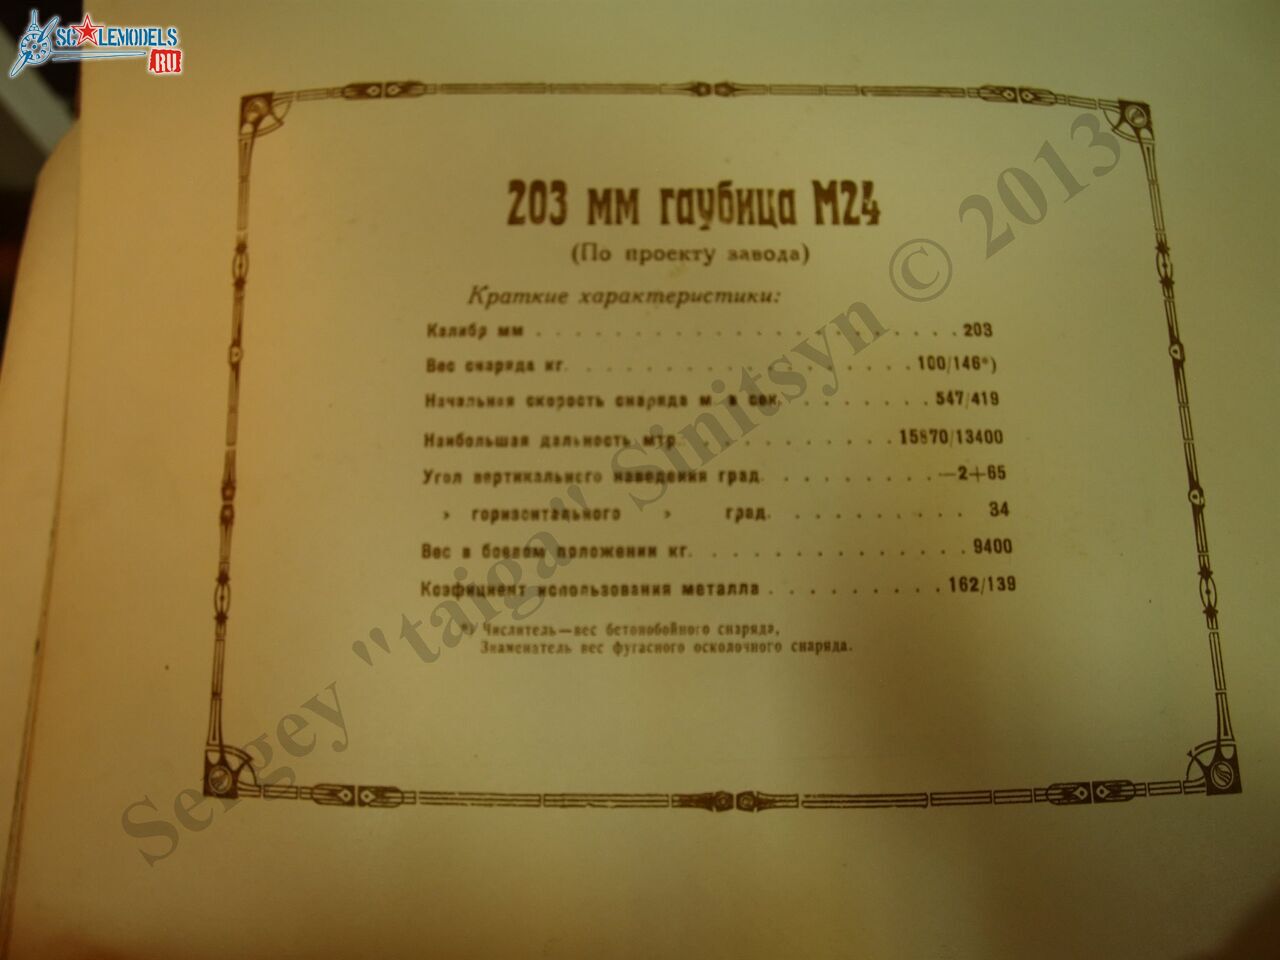 SCALEMODELS
RU
203 мм гаубица М24
(По проекту завода)
Краткие характеристики:
Калибр мм . . . . . . . . . . . . . . . . . . . . . . 203
Вес снаряда кг. . . . . . . . . . . . . . . . . . 100/146*)
Начальная скорость снаряда м в сек. . . . . . . . . 547/419
Наибольшая дальность мтр. . . . . . . . . . . . 15870/13400
Угол вертикального наведения град. . . . . . . . —2+65
» горизонтального » град. . . . . . . . . . 34
Вес в боевом положении кг. . . . . . . . . . . . . 9400
Коэфициент использования металла . . . . . . . . . 162/139
*) Числитель—вес бетонобойного снаряда,
Знаменатель вес фугасного осколочного снаряда.
Sergey "taiga" Sinitsyn © 2013